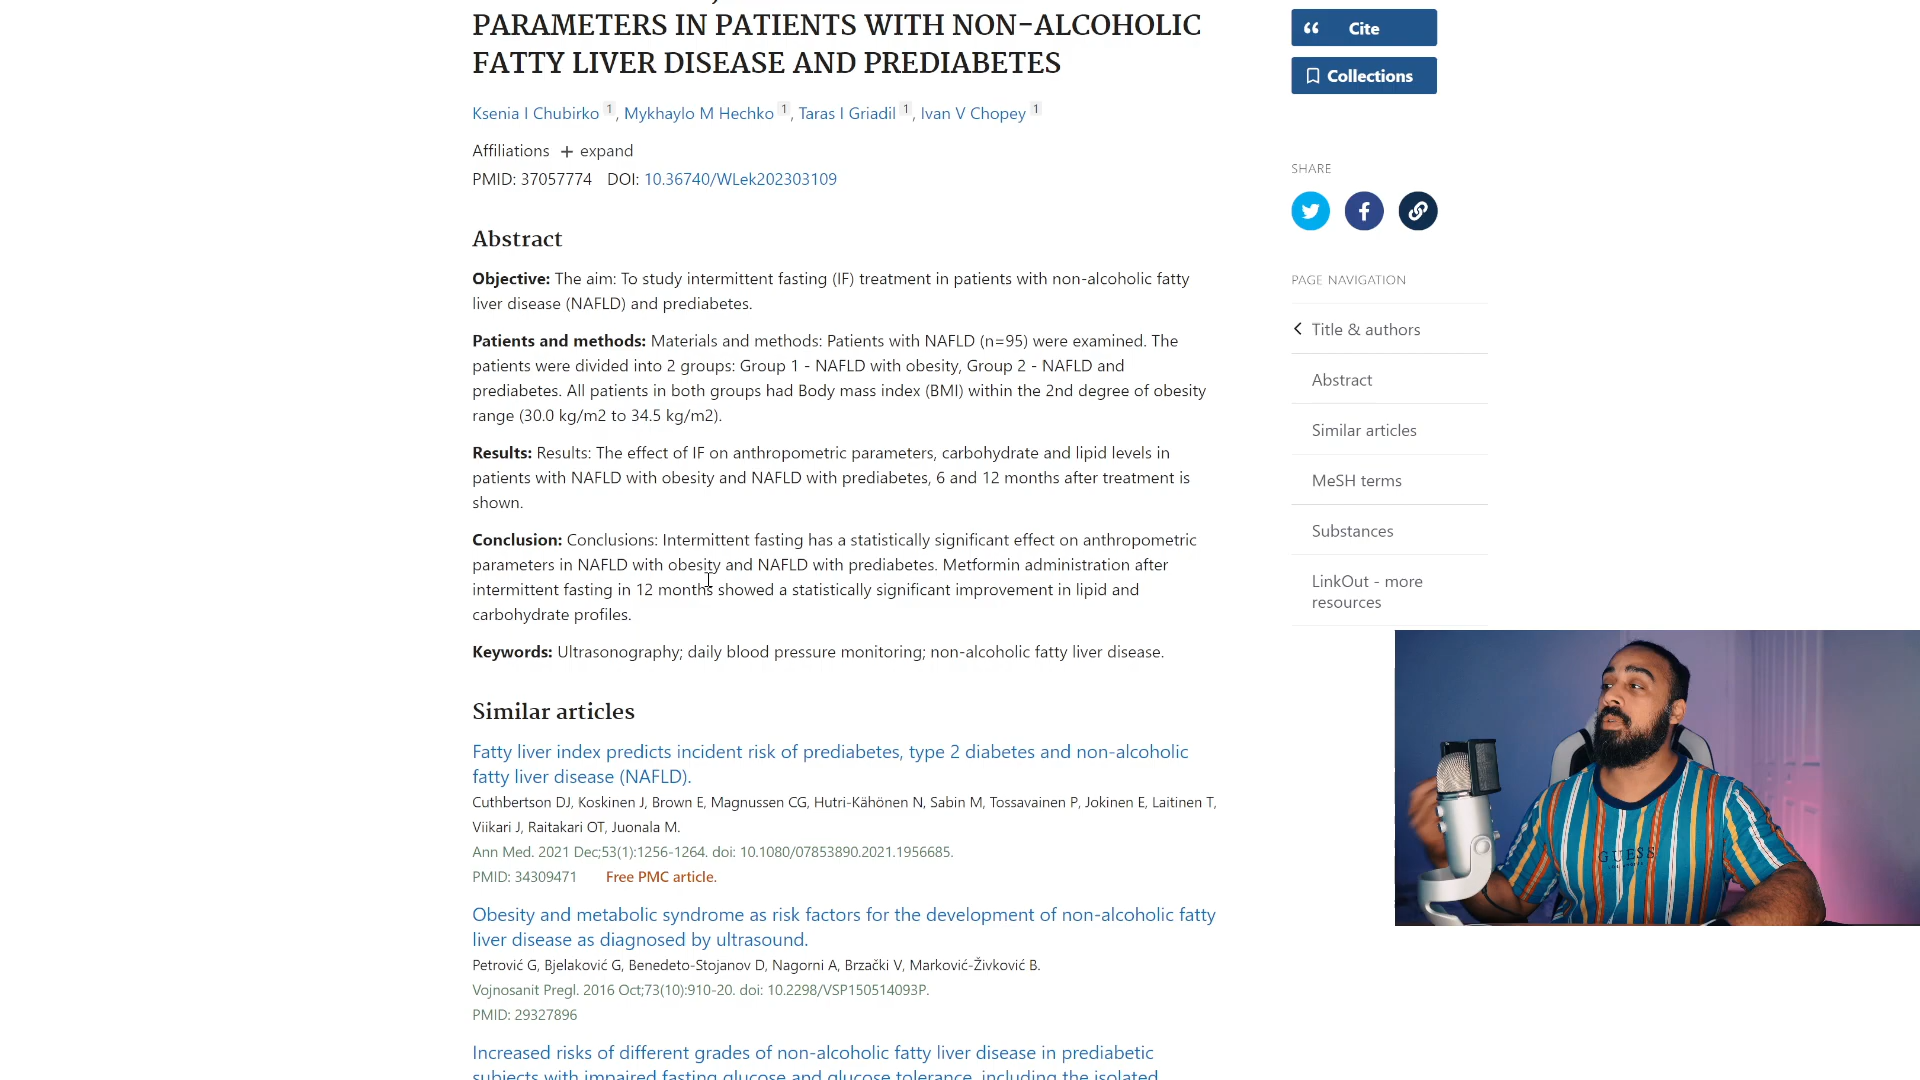 PARAMETERS IN PATIENTS WITH NON-ALCOHOLIC
FATTY LIVER DISEASE AND PREDIABETES
Ksenia I Chubirko 1, Mykhaylo M Hechko 1, Taras I Griadil 1, Ivan V Chopey 1
Affiliations + expand
PMID: 37057774 DOI: 10.36740/WLek202303109
Abstract
Objective: The aim: To study intermittent fasting (IF) treatment in patients with non-alcoholic fatty
liver disease (NAFLD) and prediabetes.
Patients and methods: Materials and methods: Patients with NAFLD (n=95) were examined. The
patients were divided into 2 groups: Group 1 - NAFLD with obesity, Group 2 - NAFLD and
prediabetes. All patients in both groups had Body mass index (BMI) within the 2nd degree of obesity
range (30.0 kg/m2 to 34.5 kg/m2).
Results: Results: The effect of IF on anthropometric parameters, carbohydrate and lipid levels in
patients with NAFLD with obesity and NAFLD with prediabetes, 6 and 12 months after treatment is
shown.
Conclusion: Conclusions: Intermittent fasting has a statistically significant effect on anthropometric
parameters in NAFLD with obesity and NAFLD with prediabetes. Metformin administration after
intermittent fasting in 12 months showed a statistically significant improvement in lipid and
carbohydrate profiles.
Keywords: Ultrasonography; daily blood pressure monitoring; non-alcoholic fatty liver disease.
Similar articles
Fatty liver index predicts incident risk of prediabetes, type 2 diabetes and non-alcoholic
fatty liver disease (NAFLD).
Cuthbertson DJ, Koskinen J, Brown E, Magnussen CG, Hutri-Kähönen N, Sabin M, Tossavainen P, Jokinen E, Laitinen T,
Viikari J, Raitakari OT, Juonala M.
Ann Med. 2021 Dec;53(1):1256-1264. doi: 10.1080/07853890.2021.1956685.
PMID: 34309471 Free PMC article.
Obesity and metabolic syndrome as risk factors for the development of non-alcoholic fatty
liver disease as diagnosed by ultrasound.
Petrović G, Bjelaković G, Benedeto-Stojanov D, Nagorni A, Brzački V, Marković-Živković B.
Vojnosanit Pregl. 2016 Oct;73(10):910-20. doi: 10.2298/VSP150514093P.
PMID: 29327896
Increased risks of different grades of non-alcoholic fatty liver disease in prediabetic
subjects with impaired fasting glucose and glucose tolerance, including the isolated
Cite
Collections
SHARE
PAGE NAVIGATION
Title & authors
Abstract
Similar articles
MeSH terms
Substances
LinkOut - more
resources
GUESS